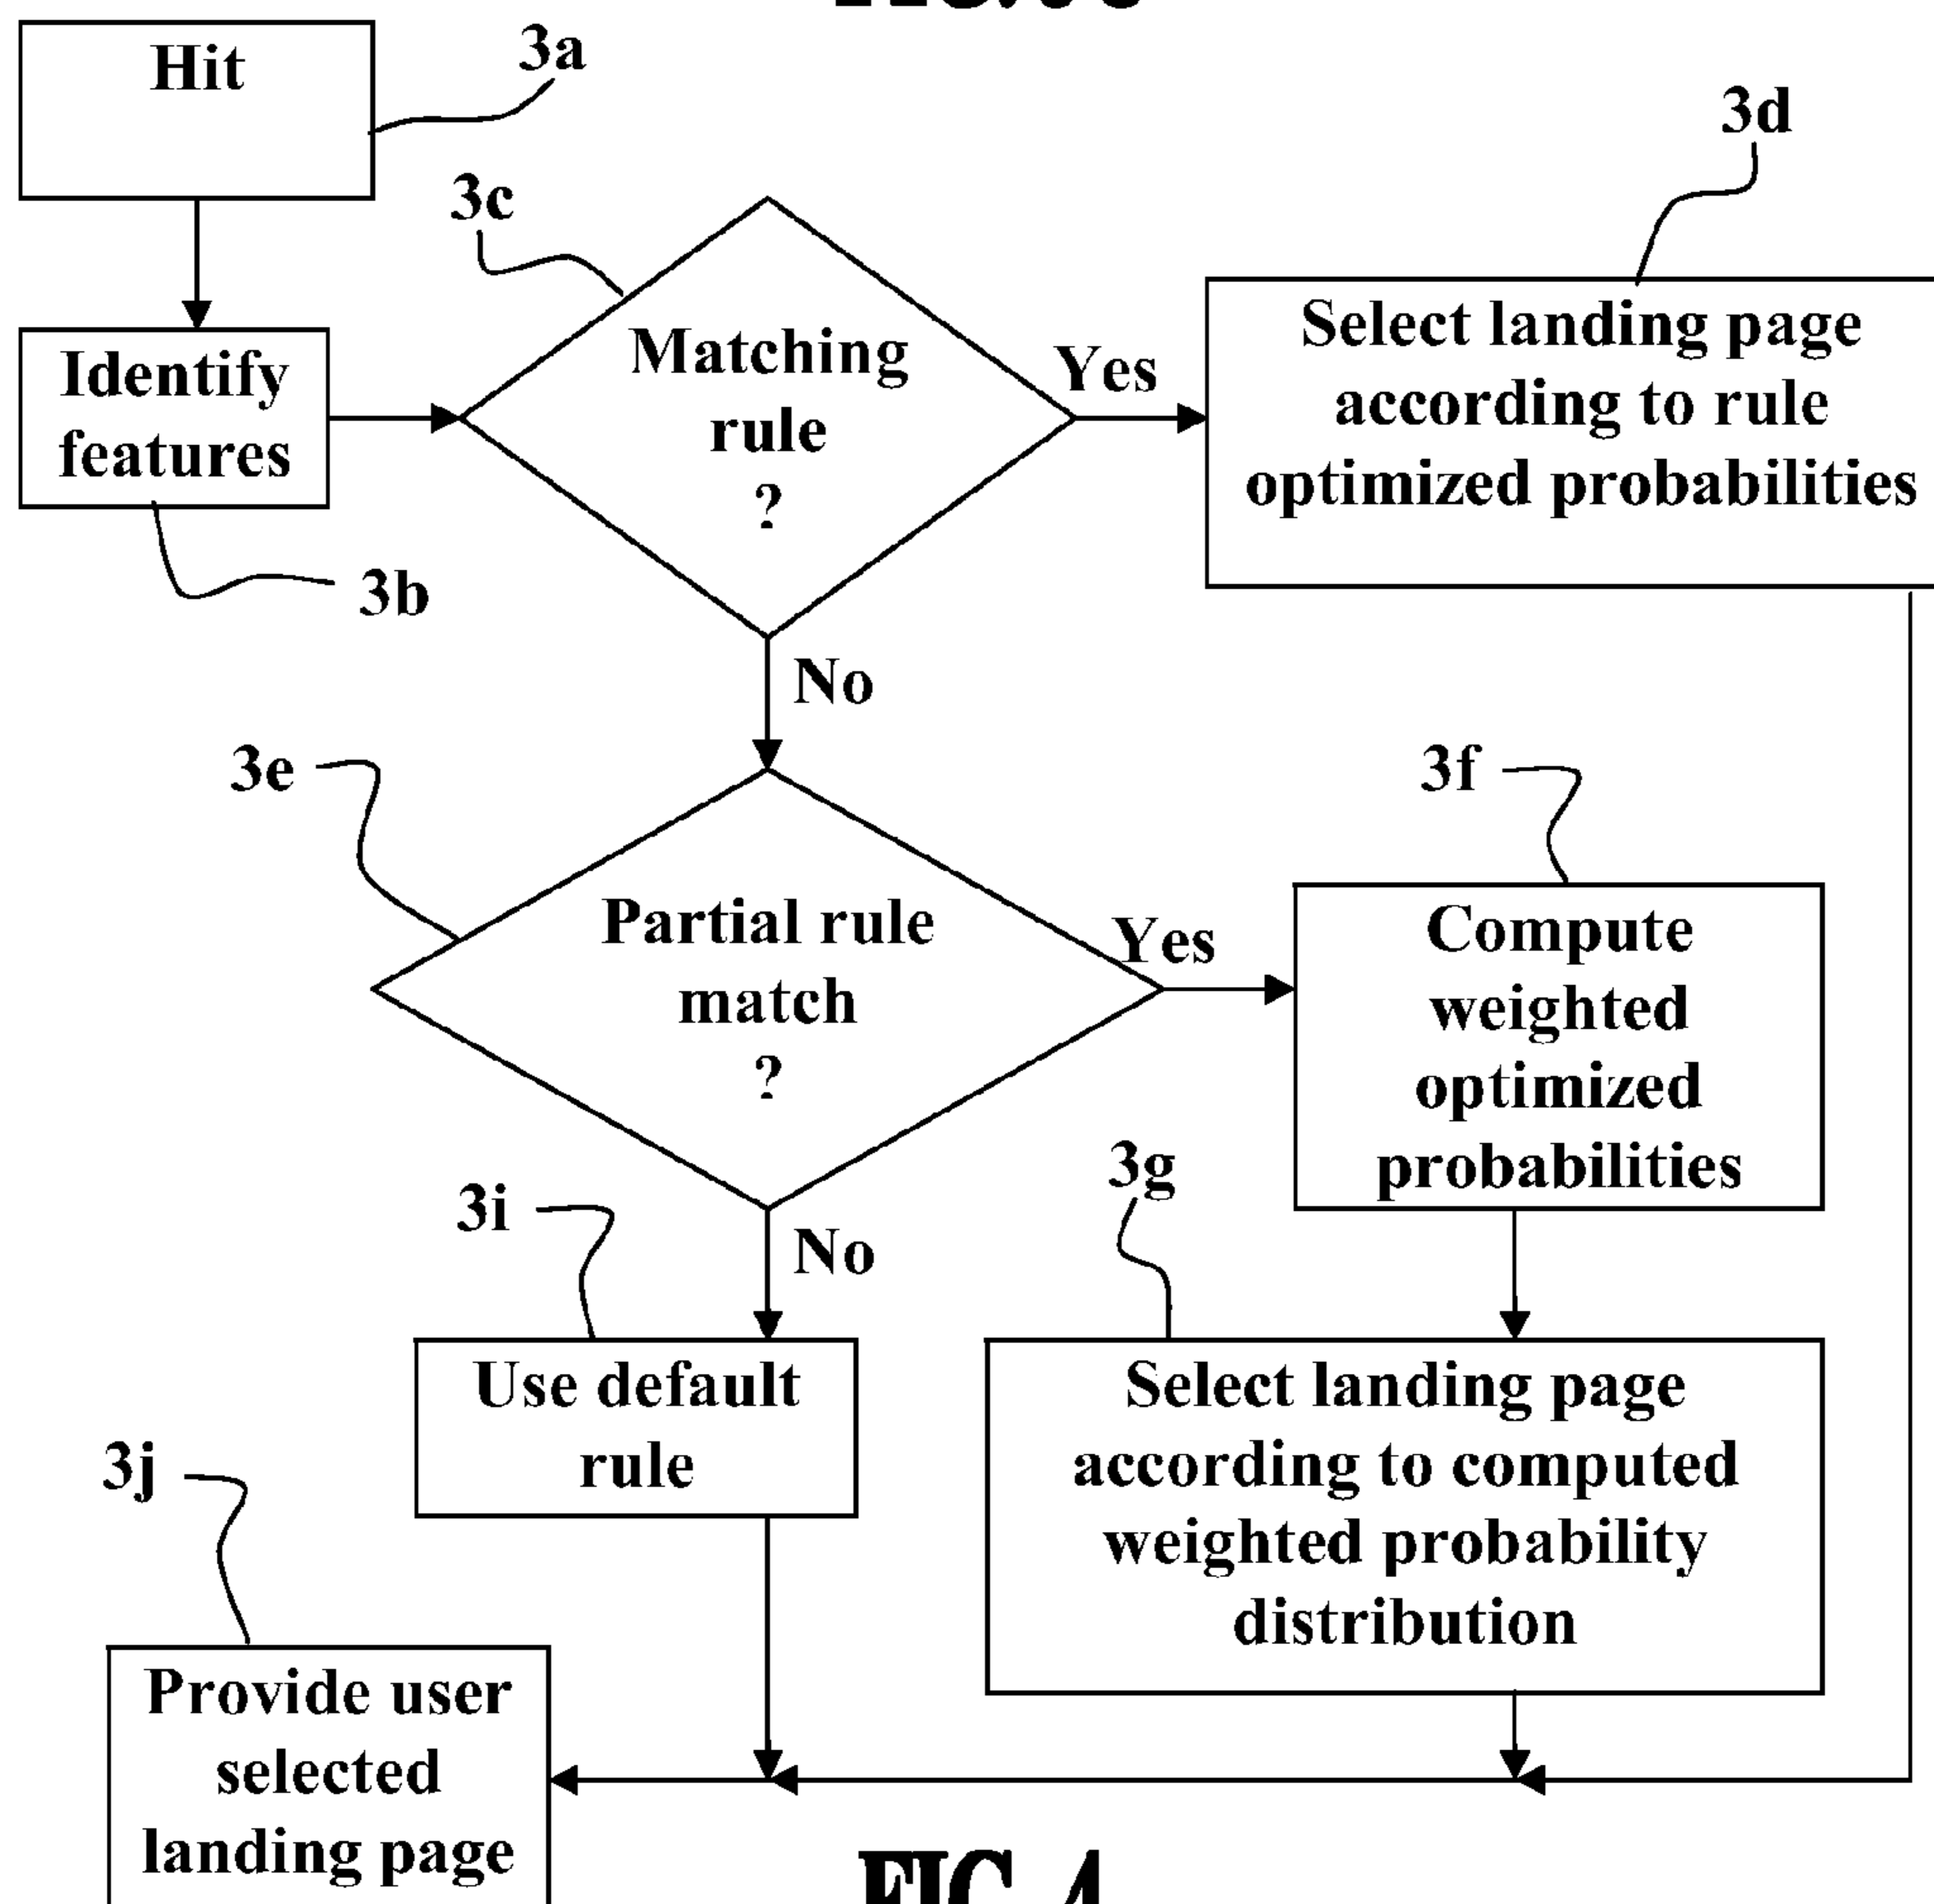 Hit
3a
3d
3c
Matching
rule
?
Yes
Select landing page
according to rule
optimized probabilities
Identify
features
3b
No
3e
3f
Partial rule
match
?
Yes
Compute
weighted
optimized
probabilities
3g
3i
No
Use default
rule
Select landing page
according to computed
weighted probability
distribution
3j
Provide user
selected
landing page
FIG. 4